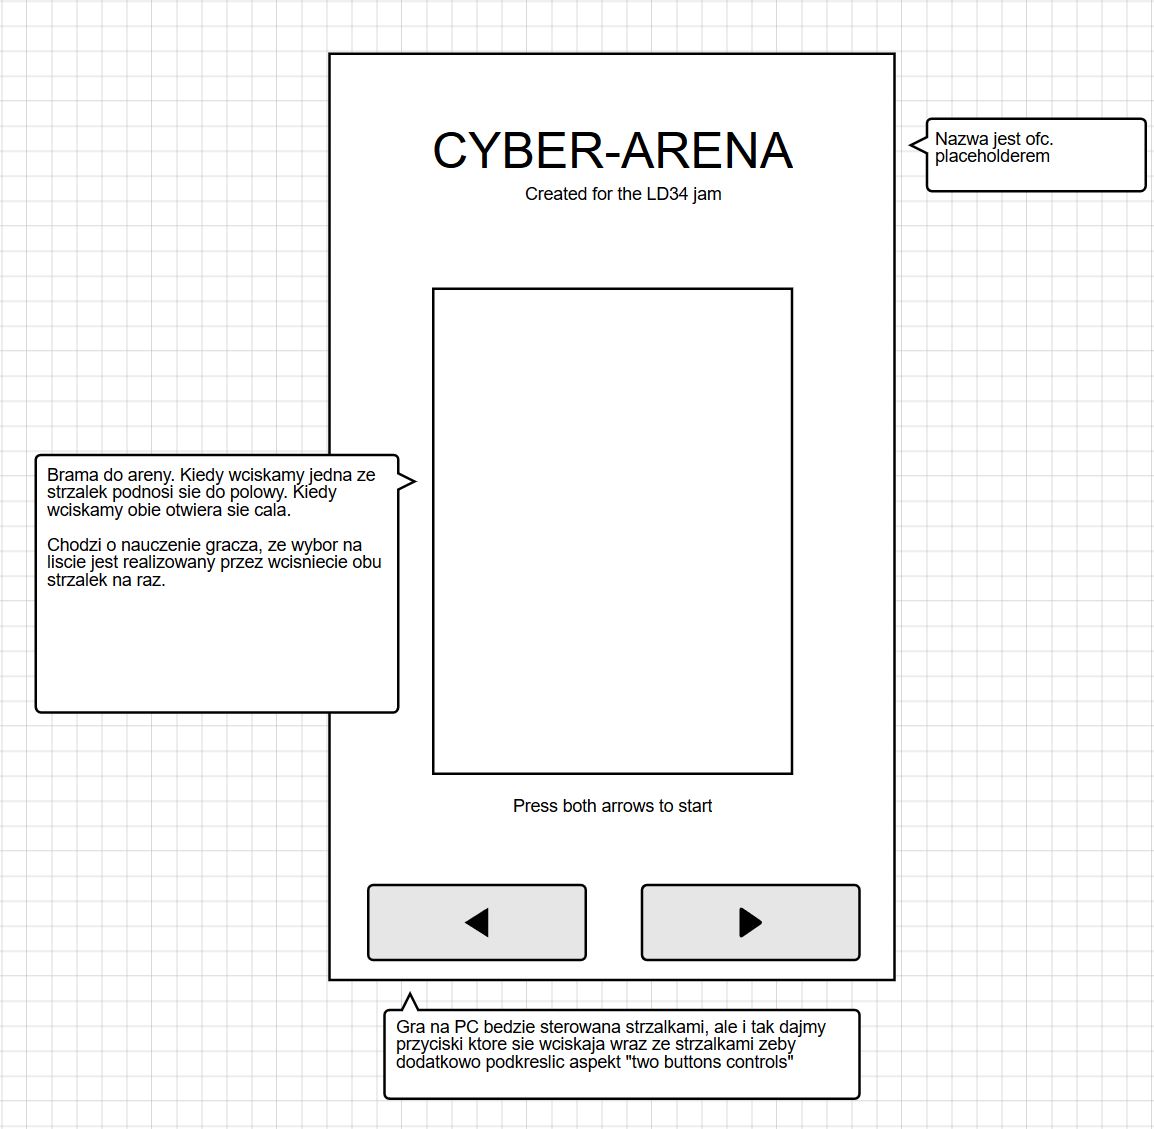 CYBER-ARENA
Created for the LD34 jam
Nazwa jest ofc.
placeholderem
Brama do areny. Kiedy wciskamy jedna ze
strzalek podnosi sie do polowy. Kiedy
wciskamy obie otwiera sie cala.
Chodzi o nauczenie gracza, ze wybor na
liscie jest realizowany przez wcisniecie obu
strzalek na raz.
Press both arrows to start
Gra na PC bedzie sterowana strzalkami, ale i tak dajmy
przyciski ktore sie wciskaja wraz ze strzalkami zeby
dodatkowo podkreslic aspekt "two buttons controls"